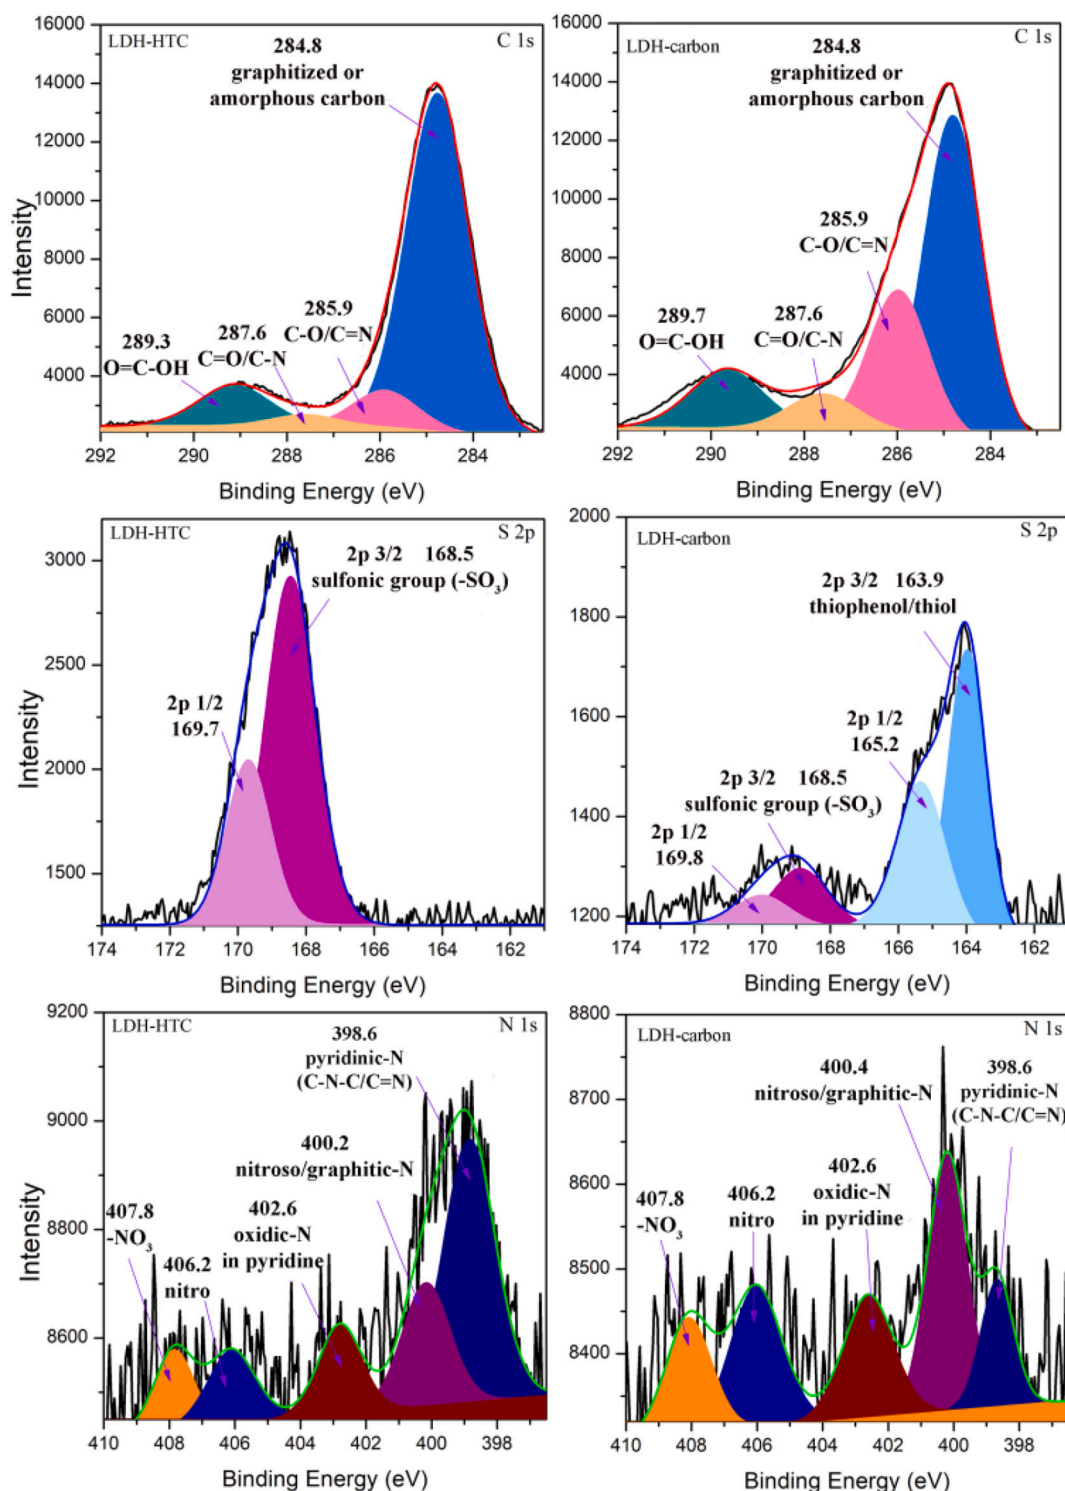 LDH-HTC
C 1s
284.8
graphitized or
amorphous carbon
285.9
C-O/C=N
287.6
C=O/C-N
289.3
O=C-OH
16000
14000
12000
10000
8000
6000
4000
Intensity
292 290 288 286 284
Binding Energy (eV)
LDH-carbon
C 1s
284.8
graphitized or
amorphous carbon
285.9
C-O/C=N
287.6
C=O/C-N
289.7
O=C-OH
16000
14000
12000
10000
8000
6000
4000
292 290 288 286 284
Binding Energy (eV)
LDH-HTC
S 2p
2p 3/2 168.5
sulfonic group (-SO3)
2p 1/2
169.7
3000
2500
2000
1500
Intensity
174 172 170 168 166 164 162
Binding Energy (eV)
LDH-carbon
S 2p
2p 3/2 163.9
thiophenol/thiol
2p 1/2
165.2
2p 3/2 168.5
sulfonic group (-SO3)
2p 1/2
169.8
2000
1800
1600
1400
1200
174 172 170 168 166 164 162
Binding Energy (eV)
LDH-HTC
N 1s
398.6
pyridinic-N
(C-N-C/C=N)
400.2
nitroso/graphitic-N
402.6
oxidic-N
in pyridine
407.8
-NO3
406.2
nitro
9200
9000
8800
8600
Intensity
410 408 406 404 402 400 398
Binding Energy (eV)
LDH-carbon
N 1s
400.4
nitroso/graphitic-N
398.6
pyridinic-N
(C-N-C/C=N)
402.6
oxidic-N
in pyridine
406.2
nitro
407.8
-NO3
8800
8700
8600
8500
8400
410 408 406 404 402 400 398
Binding Energy (eV)